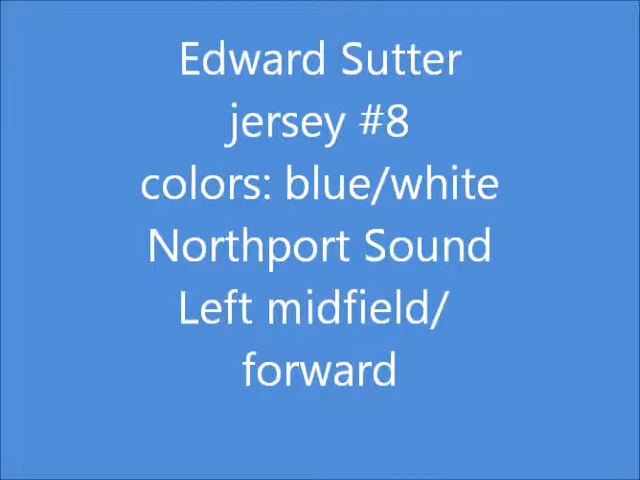 Edward Sutter
jersey #8
colors: blue/white
Northport Sound
Left midfield/
forward